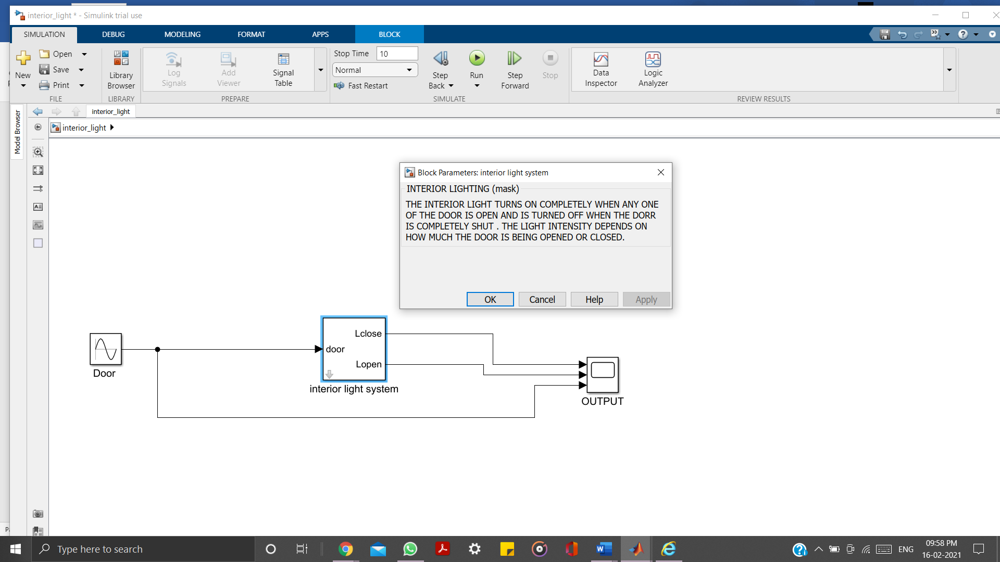 interior_light * - Simulink trial use
SIMULATION DEBUG MODELING FORMAT APPS BLOCK
New
Open
Save
Print
FILE
Library Browser
LIBRARY
Log Signals
Add Viewer
Signal Table
PREPARE
Stop Time 10
Normal
Fast Restart
Step Back
Run
Step Forward
Stop
SIMULATE
Data Inspector
Logic Analyzer
REVIEW RESULTS
Model Browser
interior_light
interior_light
Block Parameters: interior light system
INTERIOR LIGHTING (mask)
THE INTERIOR LIGHT TURNS ON COMPLETELY WHEN ANY ONE
OF THE DOOR IS OPEN AND IS TURNED OFF WHEN THE DORR
IS COMPLETELY SHUT . THE LIGHT INTENSITY DEPENDS ON
HOW MUCH THE DOOR IS BEING OPENED OR CLOSED.
OK Cancel Help Apply
Door
Lclose
door
Lopen
interior light system
OUTPUT
Type here to search
ENG
09:58 PM
16-02-2021